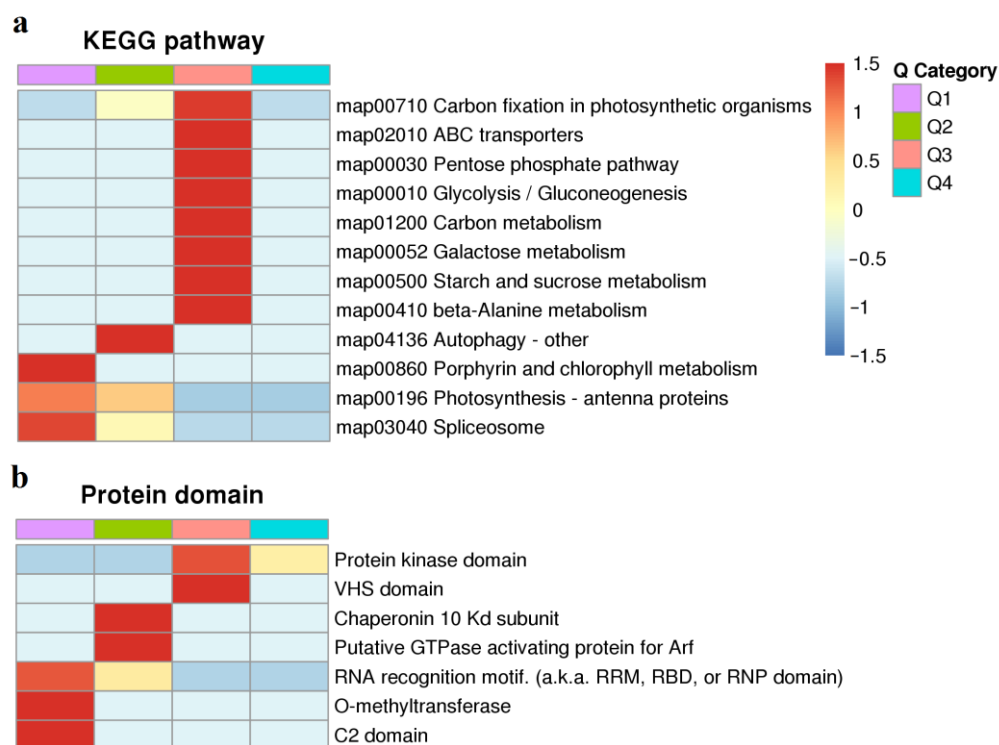 a
KEGG pathway
map00710 Carbon fixation in photosynthetic organisms
map02010 ABC transporters
map00030 Pentose phosphate pathway
map00010 Glycolysis / Gluconeogenesis
map01200 Carbon metabolism
map00052 Galactose metabolism
map00500 Starch and sucrose metabolism
map00410 beta-Alanine metabolism
map04136 Autophagy - other
map00860 Porphyrin and chlorophyll metabolism
map00196 Photosynthesis - antenna proteins
map03040 Spliceosome
1.5
1
0.5
0
−0.5
−1
−1.5
Q Category
Q1
Q2
Q3
Q4
b
Protein domain
Protein kinase domain
VHS domain
Chaperonin 10 Kd subunit
Putative GTPase activating protein for Arf
RNA recognition motif. (a.k.a. RRM, RBD, or RNP domain)
O-methyltransferase
C2 domain